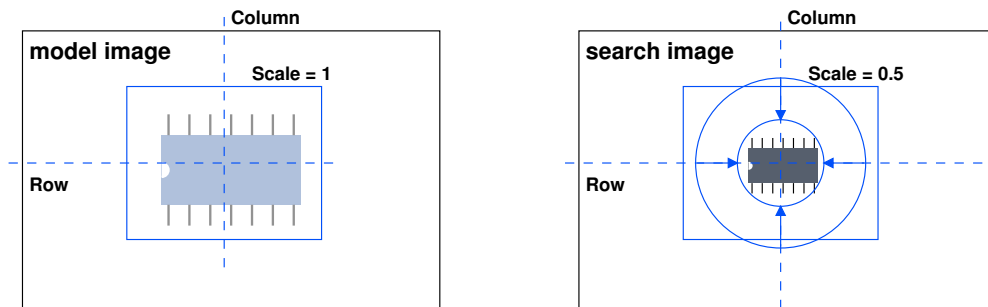 Column
model image
Scale = 1
Row
Column
search image
Scale = 0.5
Row